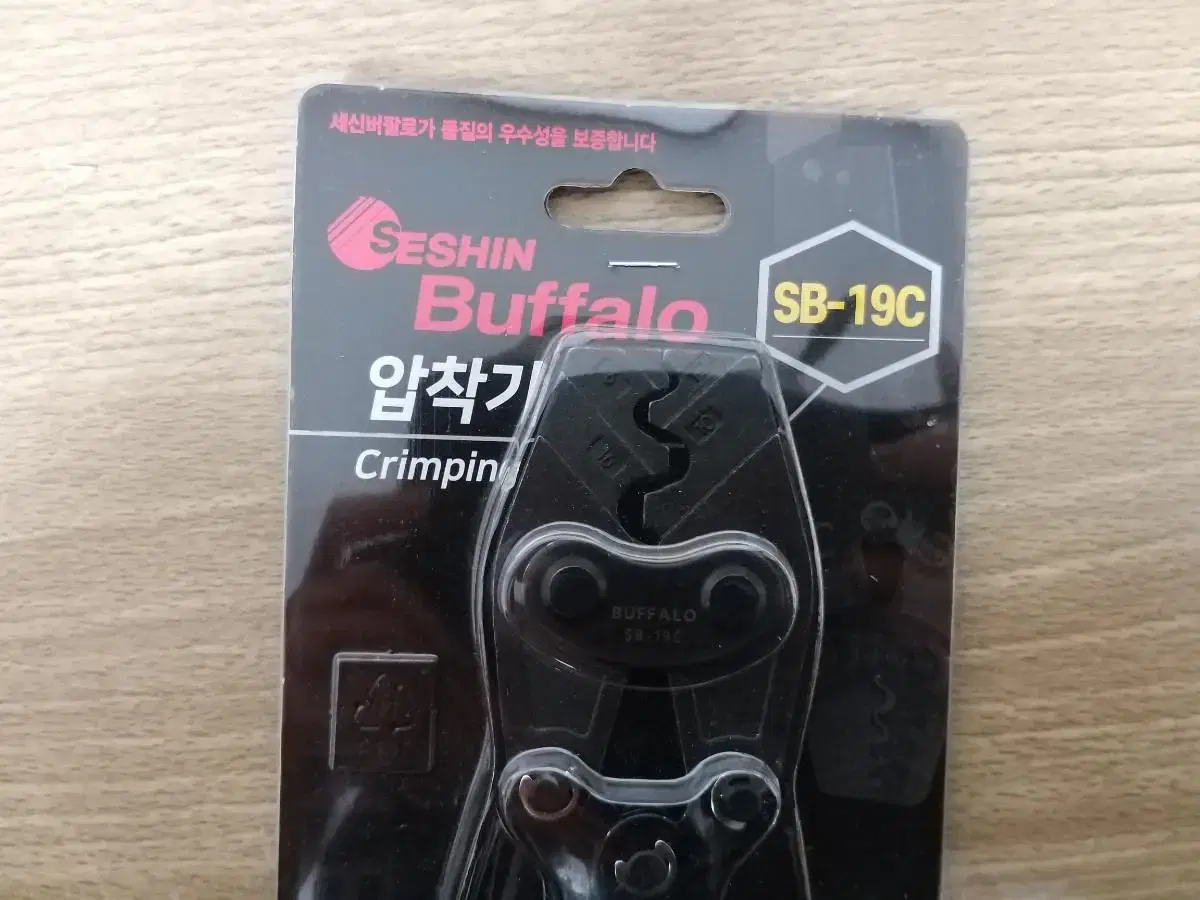 세신버팔로가 품질의 우수성을 보증합니다
SESHIN
Buffalo
SB-19C
압착기
Crimping
16
BUFFALO
SB-19C